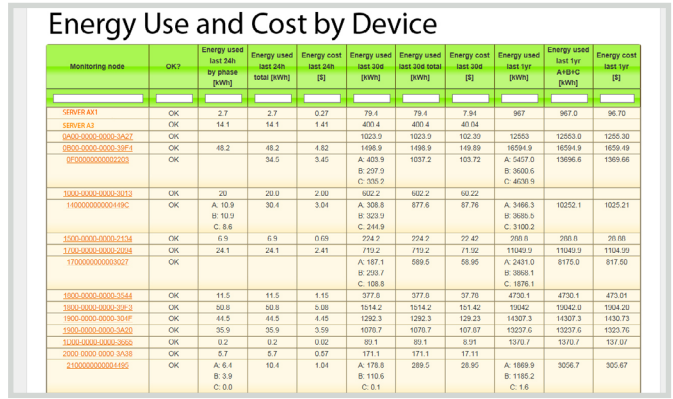 Energy Use and Cost by Device
Monitoring node OK? Energy used last 24h by phase [kWh] Energy used last 24h total [kWh] Energy cost last 24h [$] Energy used last 30d [kWh] Energy used last 30d total [kWh] Energy cost last 30d [$] Energy used last 1yr [kWh] Energy used last 1yr A+B+C [kWh] Energy cost last 1yr [$]
SERVER AX1 OK 2.7 2.7 0.27 79.4 79.4 7.94 967 967.0 96.70
SERVER A3 OK 14.1 14.1 1.41 400.4 400.4 40.04
0A00-0000-0000-3A27 OK 1023.9 1023.9 102.39 12553 12553.0 1255.30
0B00-0000-0000-39F4 OK 48.2 48.2 4.82 1498.9 1498.9 149.89 16594.9 16594.9 1659.49
0F00000000002203 OK 34.5 3.45 A: 403.9 1037.2 103.72 A: 5457.0 13696.6 1369.66
B: 297.9 B: 3600.6
C: 335.2 C: 4638.9
1000-0000-0000-3013 OK 20 20.0 2.00 602.2 602.2 60.22
140000000000449C OK A: 10.9 30.4 3.04 A: 308.8 877.6 87.76 A: 3466.3 10252.1 1025.21
B: 10.9 B: 323.9 B: 3685.5
C: 8.6 C: 244.9 C: 3100.2
1500-0000-0000-2134 OK 6.9 6.9 0.69 224.2 224.2 22.42 288.8 288.8 28.88
1700-0000-0000-2094 OK 24.1 24.1 2.41 719.2 719.2 71.92 11049.9 11049.9 1104.99
1700000000003027 OK A: 187.1 589.5 58.95 A: 2431.0 8175.0 817.50
B: 293.7 B: 3868.1
C: 108.8 C: 1876.1
1800-0000-0000-3544 OK 11.5 11.5 1.15 377.8 377.8 37.78 4730.1 4730.1 473.01
1800-0000-0000-39F3 OK 50.8 50.8 5.08 1514.2 1514.2 151.42 19042 19042.0 1904.20
1900-0000-0000-304F OK 44.5 44.5 4.45 1292.3 1292.3 129.23 14307.3 14307.3 1430.73
1900-0000-0000-3A20 OK 35.9 35.9 3.59 1078.7 1078.7 107.87 13237.6 13237.6 1323.76
1D00-0000-0000-3665 OK 0.2 0.2 0.02 89.1 89.1 8.91 1370.7 1370.7 137.07
2000 0000 0000 3A38 OK 5.7 5.7 0.57 171.1 171.1 17.11
2100000000004495 OK A: 6.4 10.4 1.04 A: 178.8 289.5 28.95 A: 1869.9 3056.7 305.67
B: 3.9 B: 110.6 B: 1185.2
C: 0.0 C: 0.1 C: 1.6